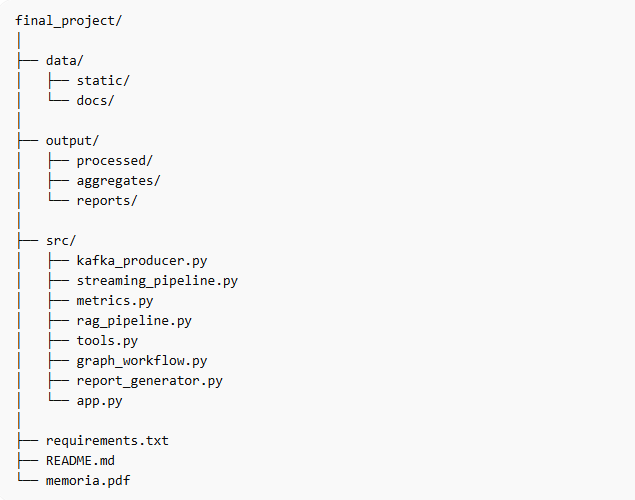 final_project/
│
├── data/
│   ├── static/
│   └── docs/
│
├── output/
│   ├── processed/
│   ├── aggregates/
│   └── reports/
│
├── src/
│   ├── kafka_producer.py
│   ├── streaming_pipeline.py
│   ├── metrics.py
│   ├── rag_pipeline.py
│   ├── tools.py
│   ├── graph_workflow.py
│   ├── report_generator.py
│   └── app.py
│
├── requirements.txt
├── README.md
└── memoria.pdf